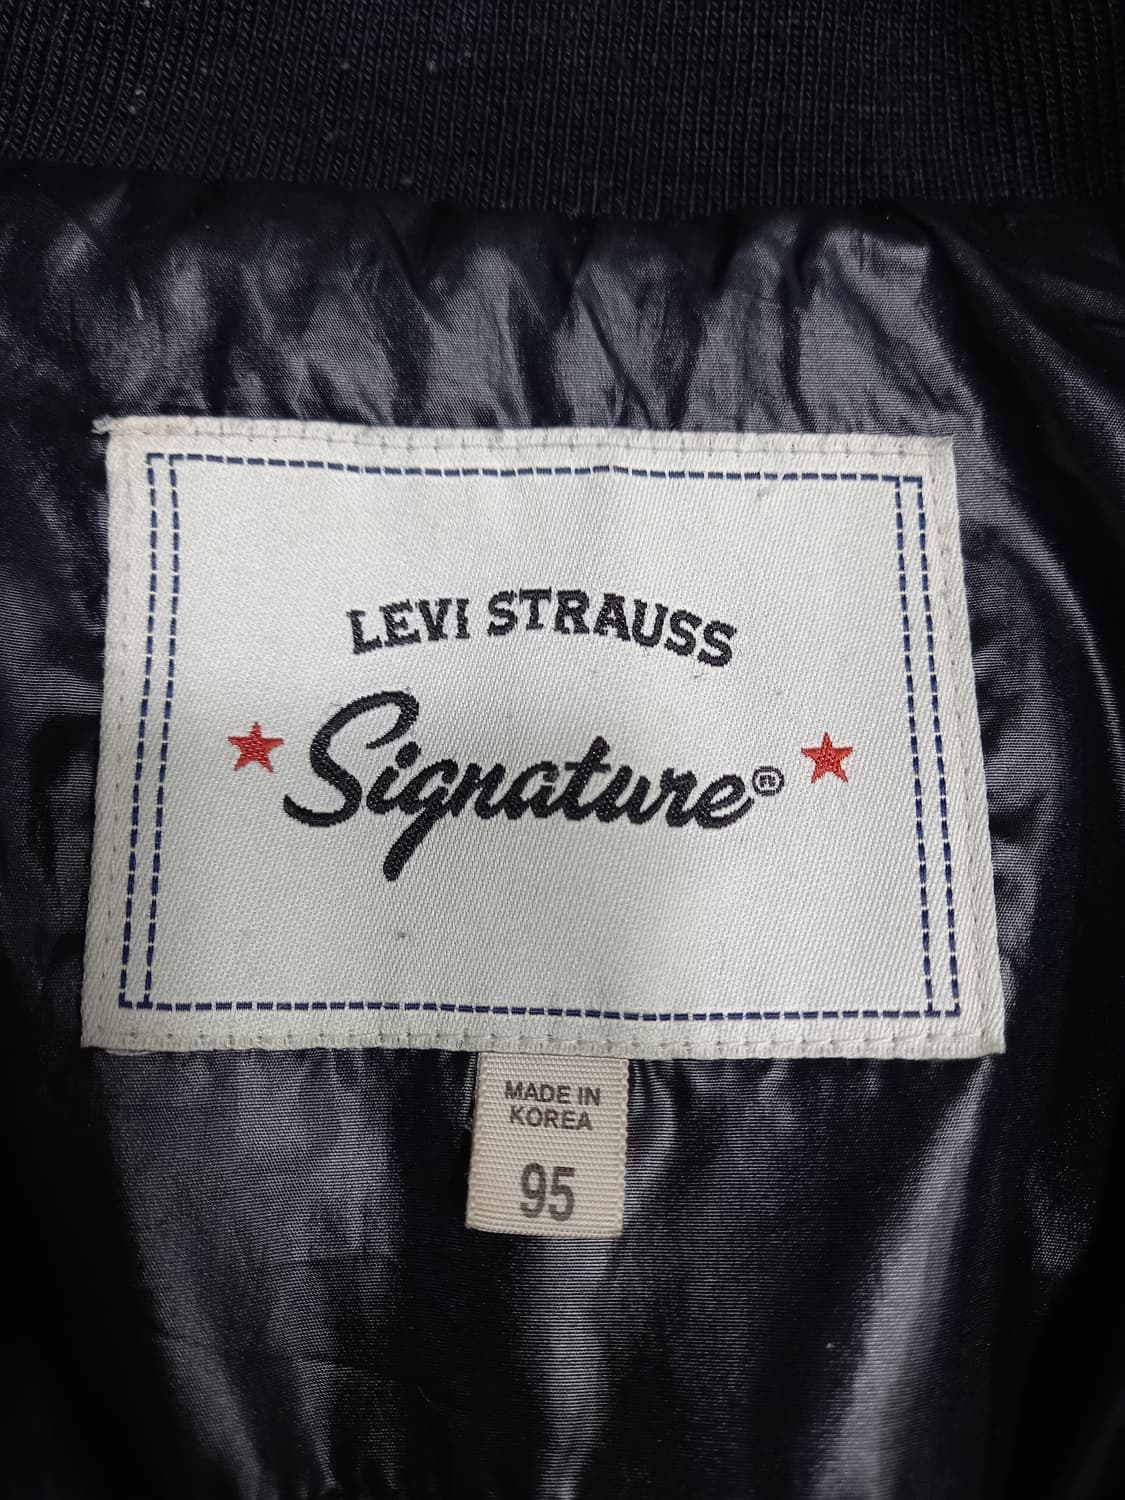 LEVI STRAUSS
Signature®
MADE IN
KOREA
95